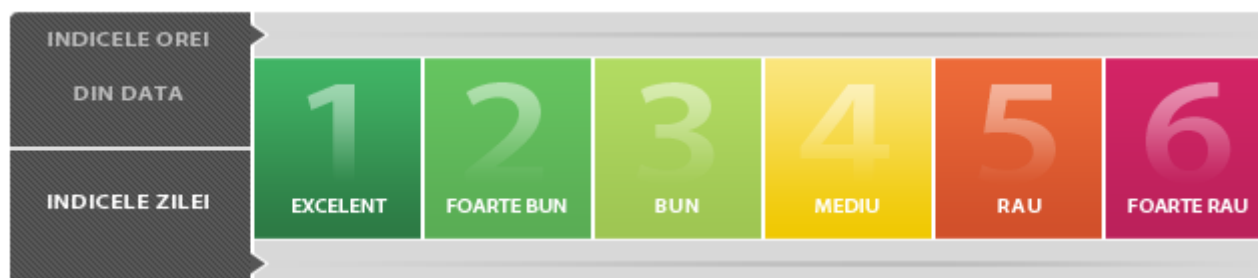 INDICELE OREI
DIN DATA
INDICELE ZILEI
1
EXCELENT
2
FOARTE BUN
3
BUN
4
MEDIU
5
RAU
6
FOARTE RAU